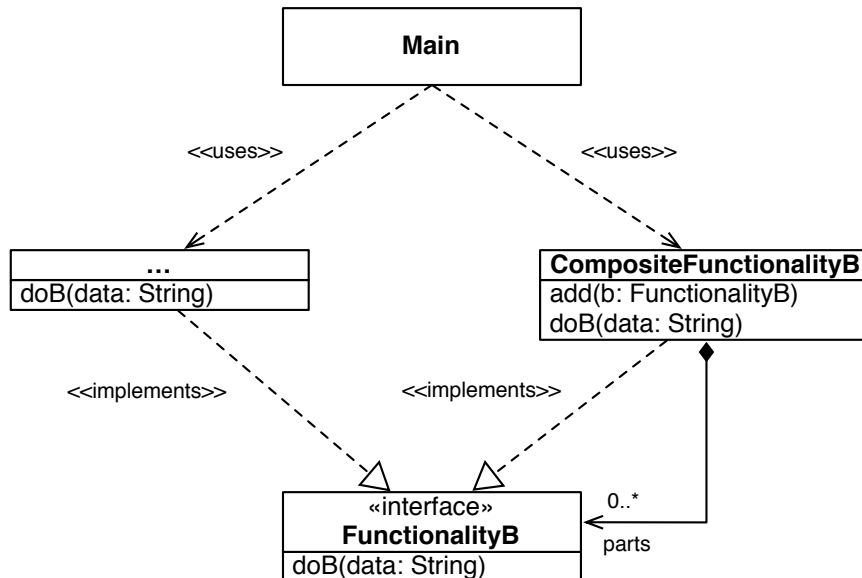 Main
<<uses>>
<<uses>>
...
doB(data: String)
CompositeFunctionalityB
add(b: FunctionalityB)
doB(data: String)
<<implements>>
<<implements>>
«interface»
FunctionalityB
doB(data: String)
0..*
parts